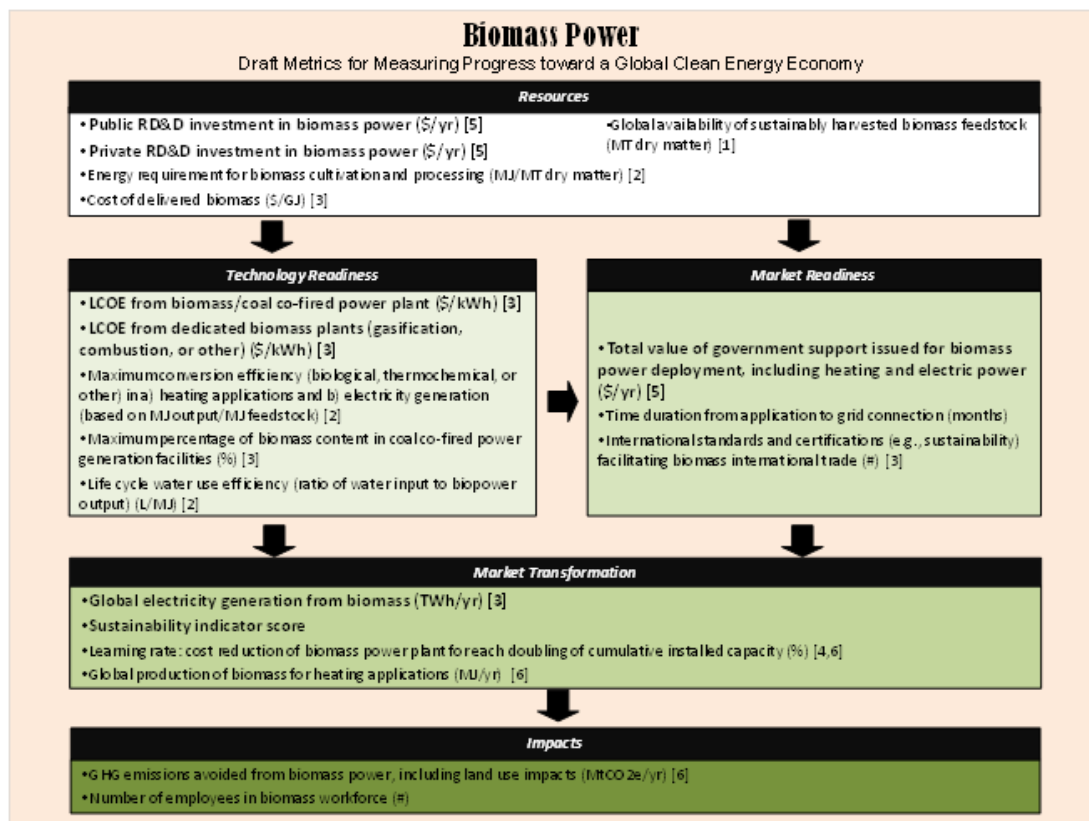 Biomass Power
Draft Metrics for Measuring Progress toward a Global Clean Energy Economy
Resources
•Public RD&D investment in biomass power ($/yr) [5]
•Private RD&D investment in biomass power ($/yr) [5]
•Energy requirement for biomass cultivation and processing (MJ/MT dry matter) [2]
•Cost of delivered biomass ($/GJ) [3]
•Global availability of sustainably harvested biomass feedstock
(MT dry matter) [1]
Technology Readiness
•LCOE from biomass/coal co-fired power plant ($/kWh) [3]
•LCOE from dedicated biomass plants (gasification,
combustion, or other) ($/kWh) [3]
•Maximum conversion efficiency (biological, thermochemical, or
other) in a) heating applications and b) electricity generation
(based on MJ output/MJ feedstock) [2]
•Maximum percentage of biomass content in coal co-fired power
generation facilities (%) [3]
•Life cycle water use efficiency (ratio of water input to biopower
output) (L/MJ) [2]
Market Readiness
•Total value of government support issued for biomass
power deployment, including heating and electric power
($/yr) [5]
•Time duration from application to grid connection (months)
•International standards and certifications (e.g., sustainability)
facilitating biomass international trade (#) [3]
Market Transformation
•Global electricity generation from biomass (TWh/yr) [3]
•Sustainability indicator score
•Learning rate: cost reduction of biomass power plant for each doubling of cumulative installed capacity (%) [4,6]
•Global production of biomass for heating applications (MJ/yr) [6]
Impacts
•GHG emissions avoided from biomass power, including land use impacts (MtCO2e/yr) [6]
•Number of employees in biomass workforce (#)